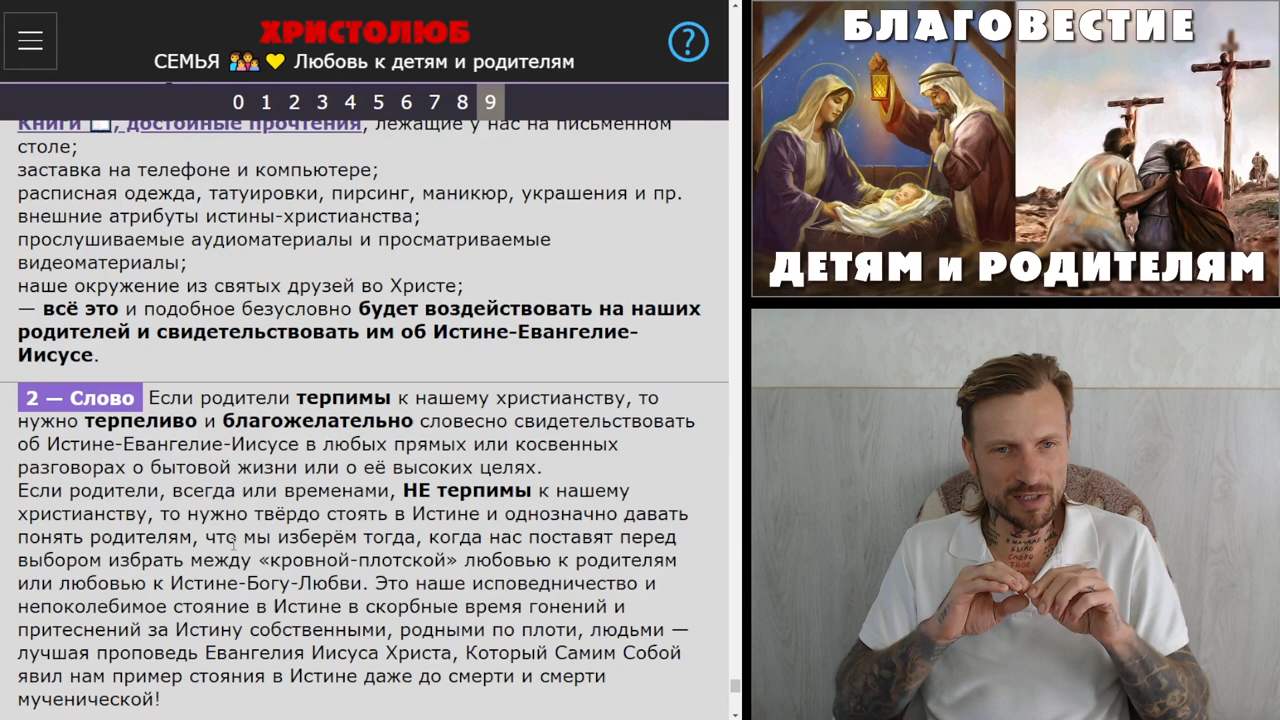 ХРИСТОЛЮБ
СЕМЬЯ 👨‍👩‍👧 💛 Любовь к детям и родителям
0 1 2 3 4 5 6 7 8 9
Книги 📖, достойные прочтения, лежащие у нас на письменном
столе;
заставка на телефоне и компьютере;
расписная одежда, татуировки, пирсинг, маникюр, украшения и пр.
внешние атрибуты истины-христианства;
прослушиваемые аудиоматериалы и просматриваемые
видеоматериалы;
наше окружение из святых друзей во Христе;
— всё это и подобное безусловно будет воздействовать на наших
родителей и свидетельствовать им об Истине-Евангелие-
Иисусе.
2 — Слово Если родители терпимы к нашему христианству, то
нужно терпеливо и благожелательно словесно свидетельствовать
об Истине-Евангелие-Иисусе в любых прямых или косвенных
разговорах о бытовой жизни или о её высоких целях.
Если родители, всегда или временами, НЕ терпимы к нашему
христианству, то нужно твёрдо стоять в Истине и однозначно давать
понять родителям, что мы изберём тогда, когда нас поставят перед
выбором избрать между «кровной-плотской» любовью к родителям
или любовью к Истине-Богу-Любви. Это наше исповедничество и
непоколебимое стояние в Истине в скорбные время гонений и
притеснений за Истину собственными, родными по плоти, людьми —
лучшая проповедь Евангелия Иисуса Христа, Который Самим Собой
явил нам пример стояния в Истине даже до смерти и смерти
мученической!
БЛАГОВЕСТИЕ
ДЕТЯМ и РОДИТЕЛЯМ
В НАЧАЛЕ
БЫЛО
СЛОВО